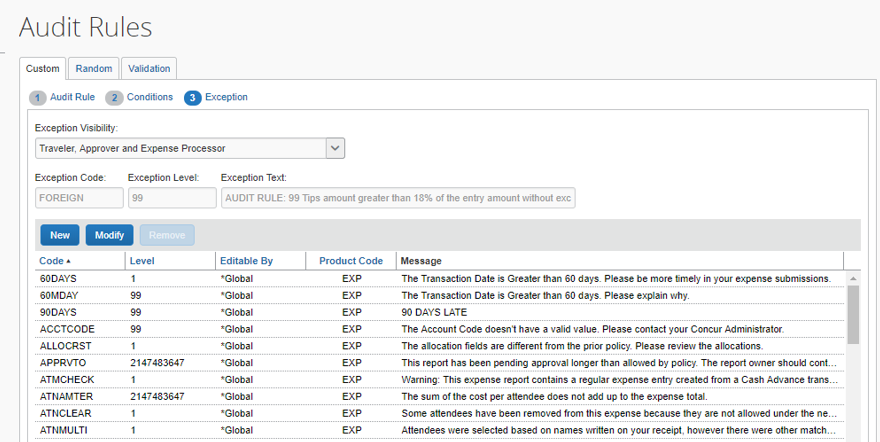 Audit Rules
Custom Random Validation
1 Audit Rule 2 Conditions 3 Exception
Exception Visibility:
Traveler, Approver and Expense Processor
Exception Code: Exception Level: Exception Text:
FOREIGN 99 AUDIT RULE: 99 Tips amount greater than 18% of the entry amount without exc
New Modify Remove
Code Level Editable By Product Code Message
60DAYS 1 *Global EXP The Transaction Date is Greater than 60 days. Please be more timely in your expense submissions.
60MDAY 99 *Global EXP The Transaction Date is Greater than 60 days. Please explain why.
90DAYS 99 *Global EXP 90 DAYS LATE
ACCTCODE 99 *Global EXP The Account Code doesn't have a valid value. Please contact your Concur Administrator.
ALLOCRST 1 *Global EXP The allocation fields are different from the prior policy. Please review the allocations.
APPRVTO 2147483647 *Global EXP This report has been pending approval longer than allowed by policy. The report owner should cont...
ATMCHECK 1 *Global EXP Warning: This expense report contains a regular expense entry created from a Cash Advance trans...
ATNAMTER 2147483647 *Global EXP The sum of the cost per attendee does not add up to the expense total.
ATNCLEAR 1 *Global EXP Some attendees have been removed from this expense because they are not allowed under the ne...
ATNMULTI 1 *Global EXP Attendees were selected based on names written on your receipt, however there were other match...